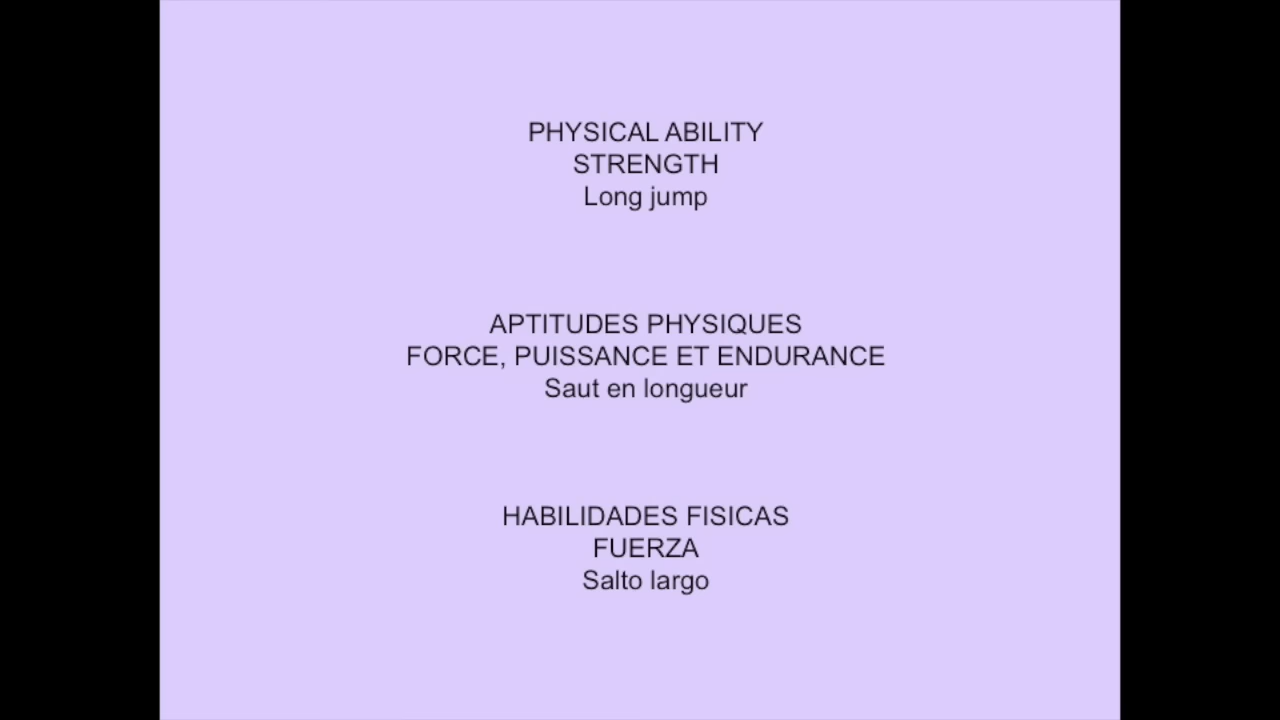 PHYSICAL ABILITY
STRENGTH
Long jump
APTITUDES PHYSIQUES
FORCE, PUISSANCE ET ENDURANCE
Saut en longueur
HABILIDADES FISICAS
FUERZA
Salto largo